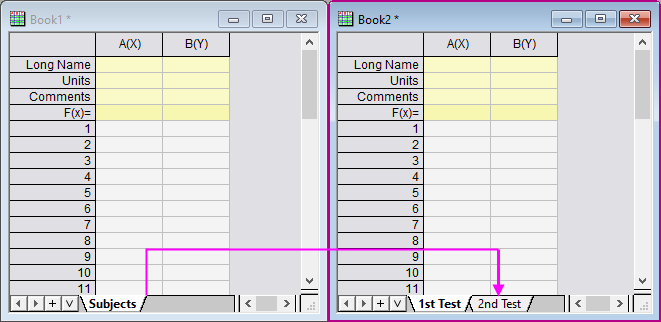 Book1 *
A(X) B(Y)
Long Name
Units
Comments
F(x)=
1
2
3
4
5
6
7
8
9
10
11
+ Subjects
Book2 *
A(X) B(Y)
Long Name
Units
Comments
F(x)=
1
2
3
4
5
6
7
8
9
10
11
+ 1st Test 2nd Test